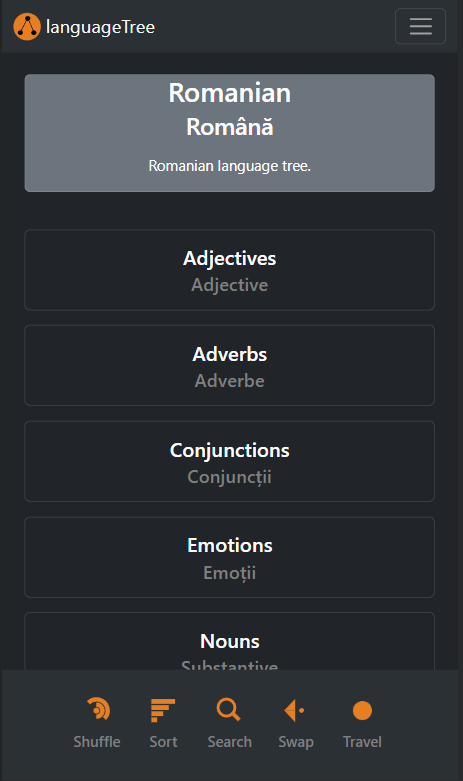 languageTree
Romanian
Română
Romanian language tree.
Adjectives
Adjective
Adverbs
Adverbe
Conjunctions
Conjuncții
Emotions
Emoții
Nouns
Substantive
Shuffle Sort Search Swap Travel